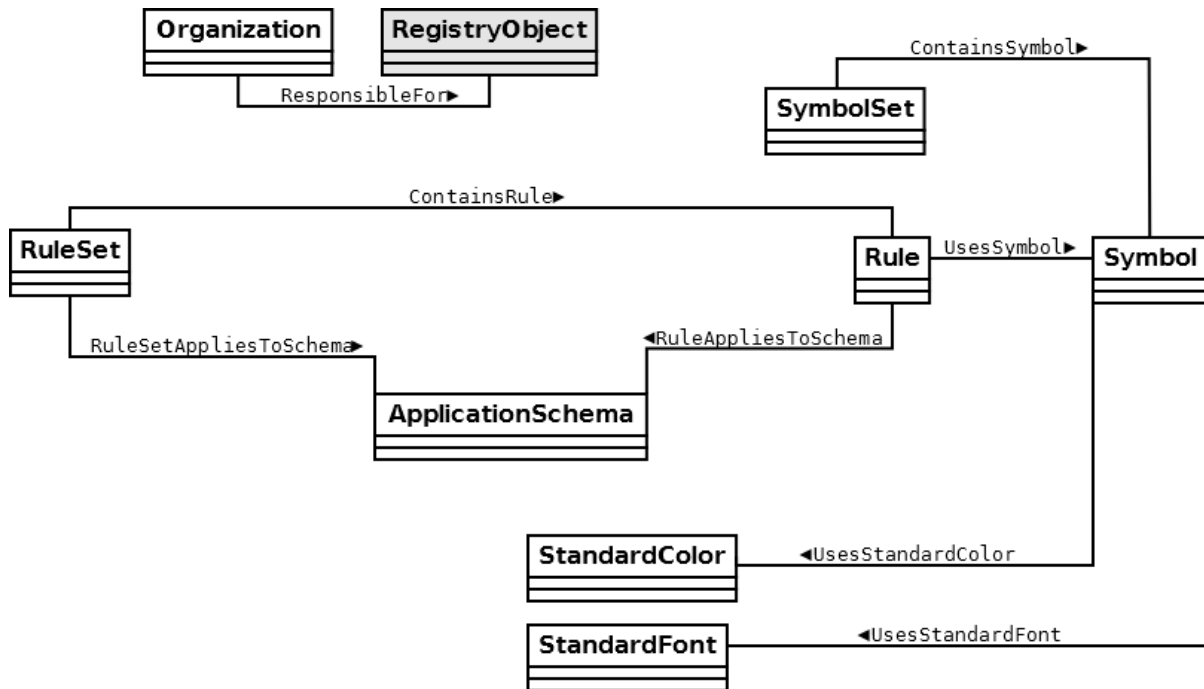 Organization
RegistryObject
ResponsibleFor►
ContainsSymbol►
SymbolSet
ContainsRule►
RuleSet
Rule
UsesSymbol►
Symbol
RuleSetAppliesToSchema►
◄RuleAppliesToSchema
ApplicationSchema
StandardColor
◄UsesStandardColor
StandardFont
◄UsesStandardFont